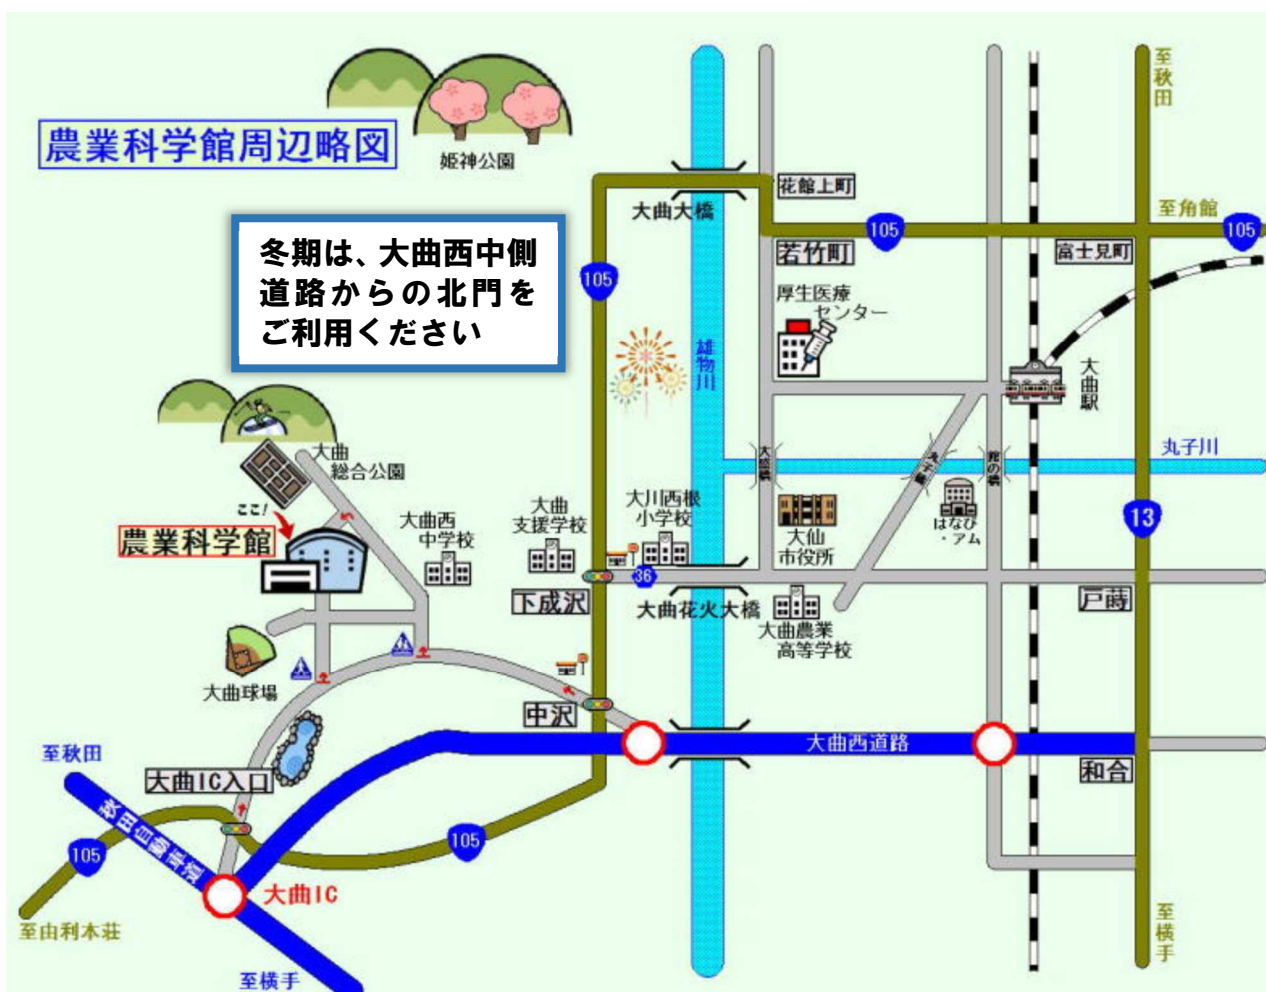 農業科学館周辺略図
姫神公園
冬期は、大曲西中側
道路からの北門を
ご利用ください
至秋田
至角館
花館上町
大曲大橋
105
105
105
若竹町
富士見町
厚生医療
センター
雄物川
大曲駅
丸子川
大曲
総合公園
ここ!
農業科学館
大曲西
中学校
大曲
支援学校
大川西根
小学校
大盛橋
丸子橋
館の橋
大仙
市役所
はなび
・アム
13
36
下成沢
大曲花火大橋
大曲農業
高等学校
戸蒔
大曲球場
中沢
大曲西道路
和合
至秋田
大曲IC入口
秋田自動車道
105
105
大曲IC
至由利本荘
至横手
至横手